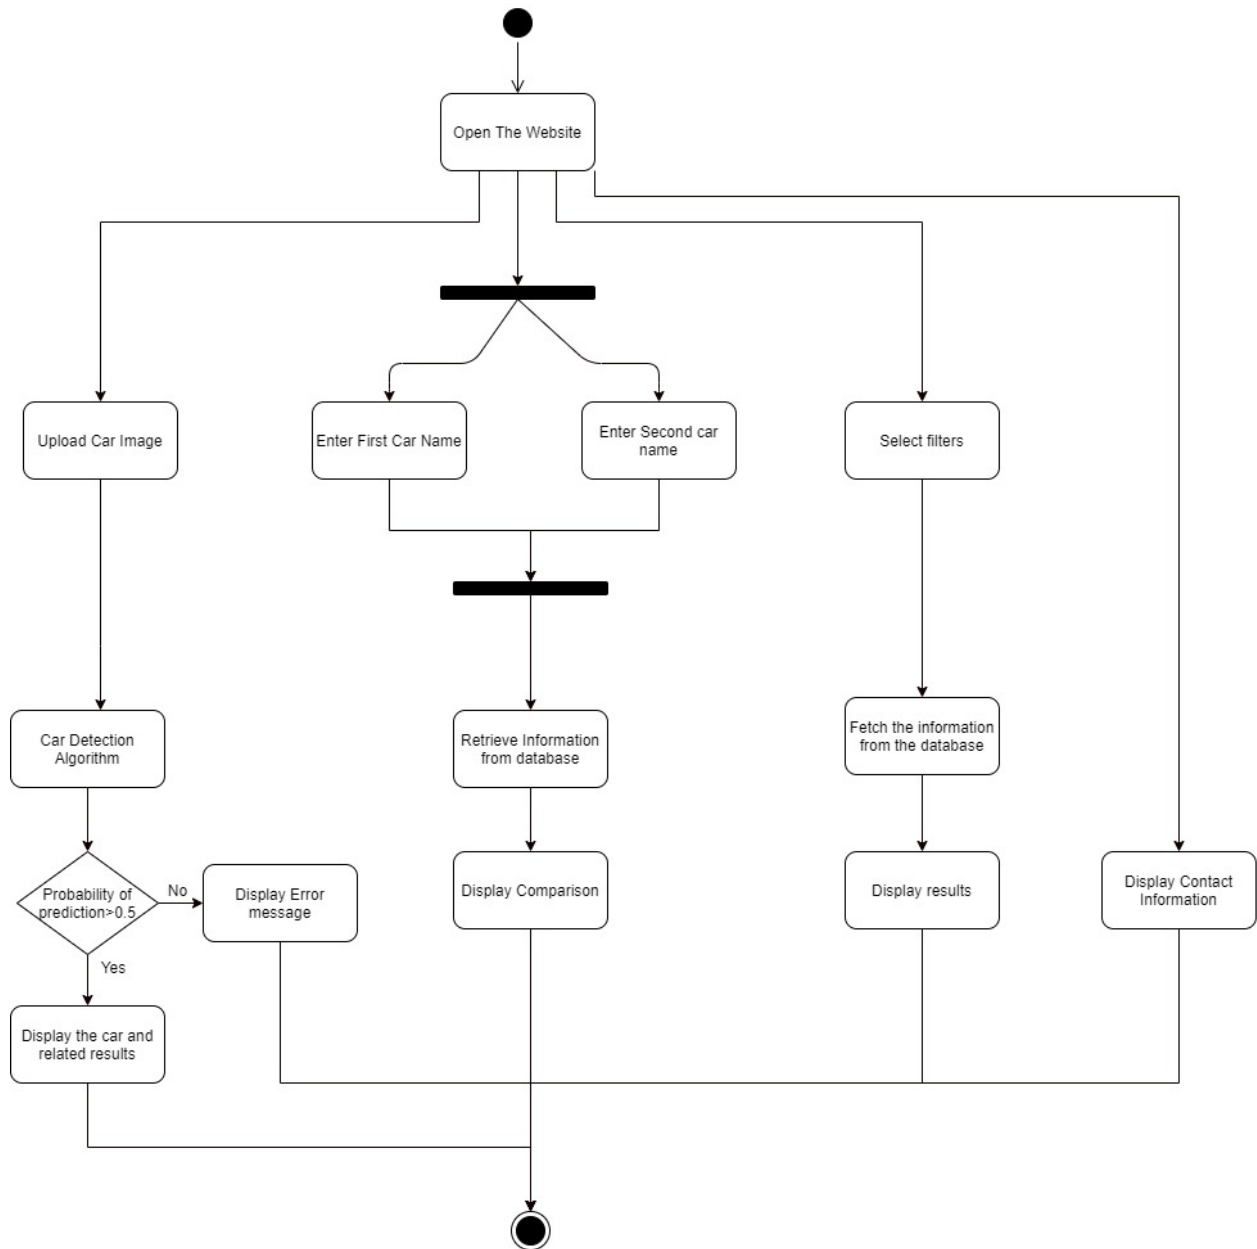 Open The Website
Upload Car Image
Enter First Car Name
Enter Second car
name
Select filters
Car Detection
Algorithm
Retrieve Information
from database
Fetch the information
from the database
Probability of
prediction>0.5
No
Display Error
message
Display Comparison
Display results
Display Contact
Information
Yes
Display the car and
related results